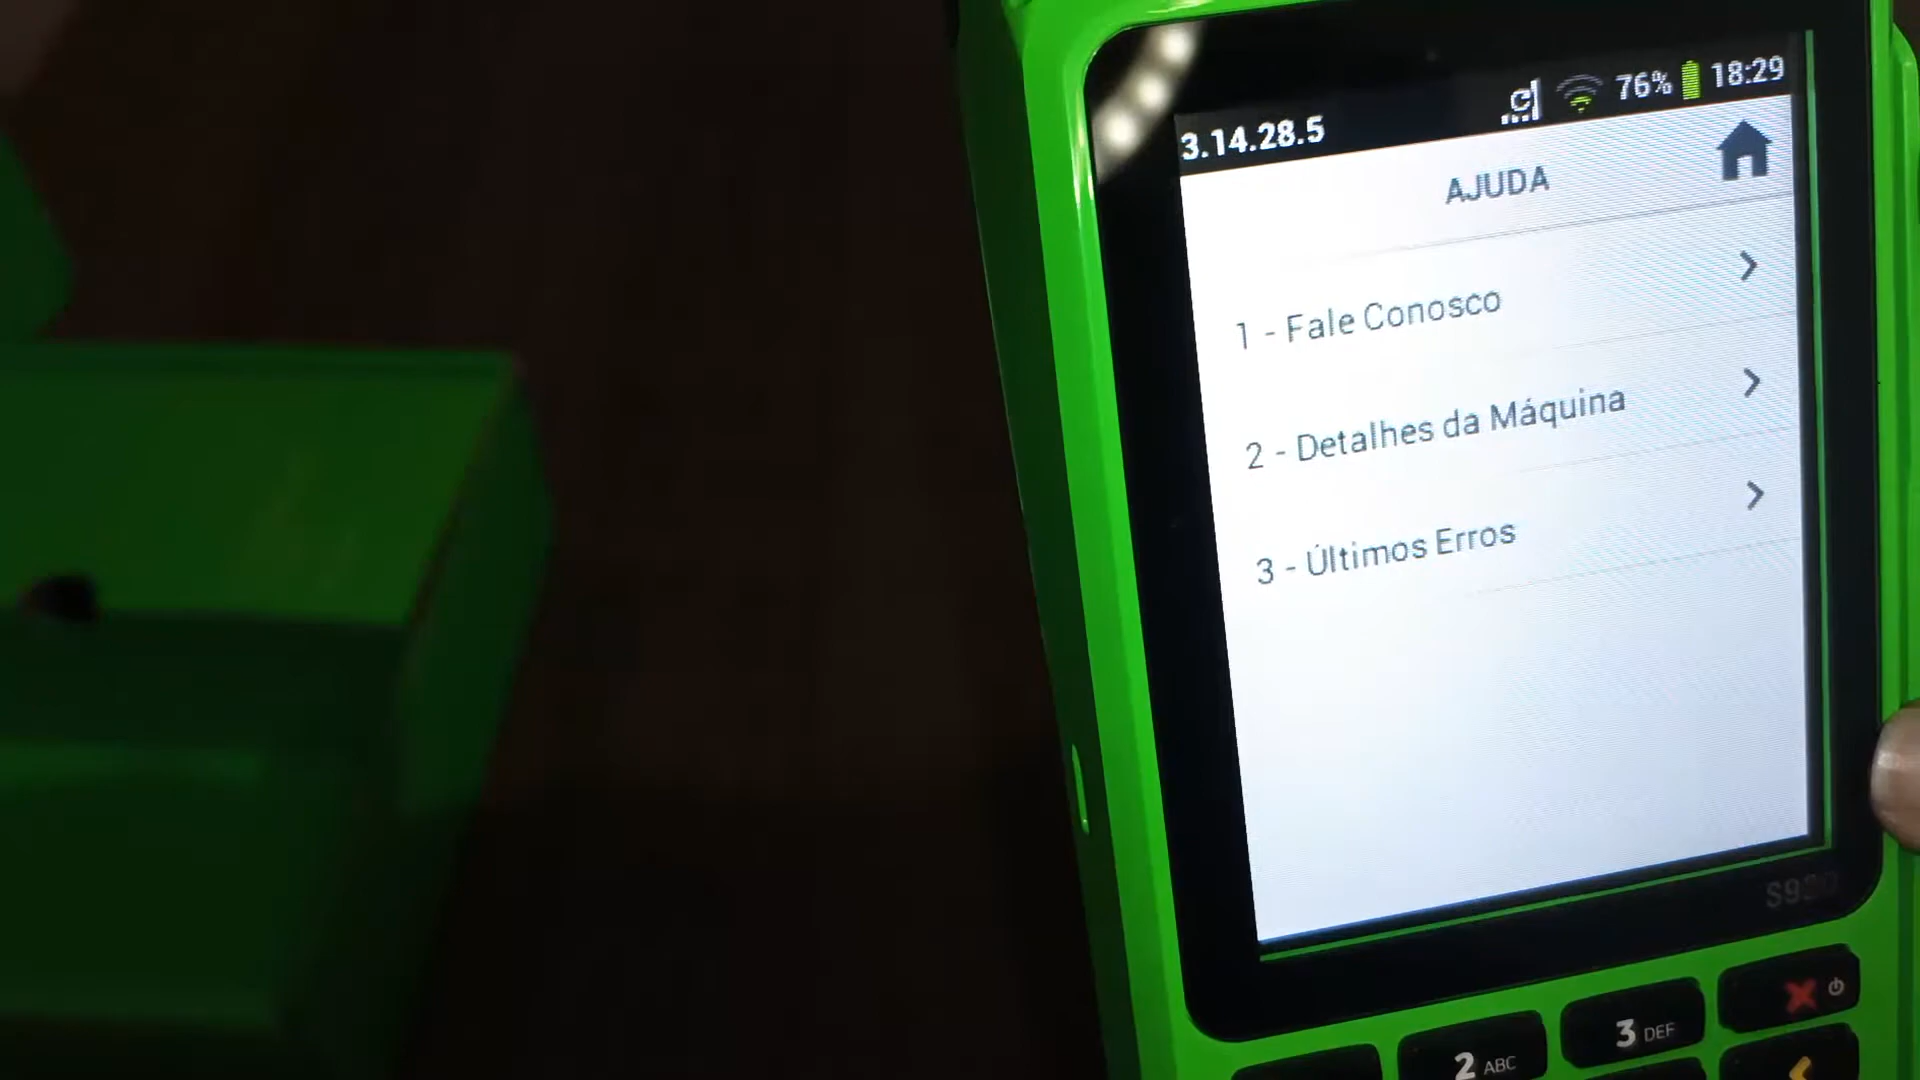 3.14.28.5 76% 18:29
AJUDA
1 - Fale Conosco
2 - Detalhes da Máquina
3 - Últimos Erros
2 ABC 3 DEF